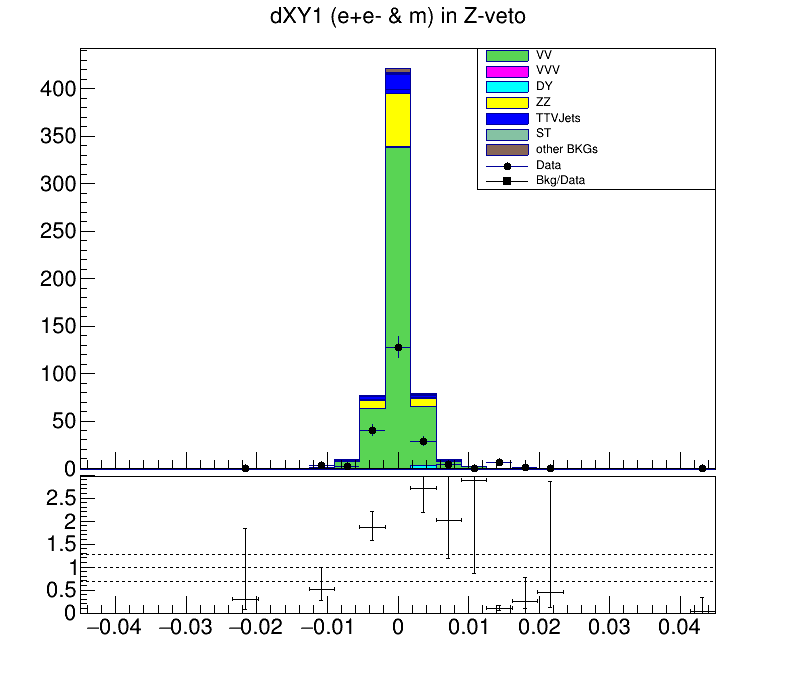 dXY1 (e+e- & m) in Z-veto
VV
VVV
DY
ZZ
TTVJets
ST
other BKGs
Data
Bkg/Data
400
350
300
250
200
150
100
50
0
2.5
2
1.5
1
0.5
0
−0.04 −0.03 −0.02 −0.01 0 0.01 0.02 0.03 0.04